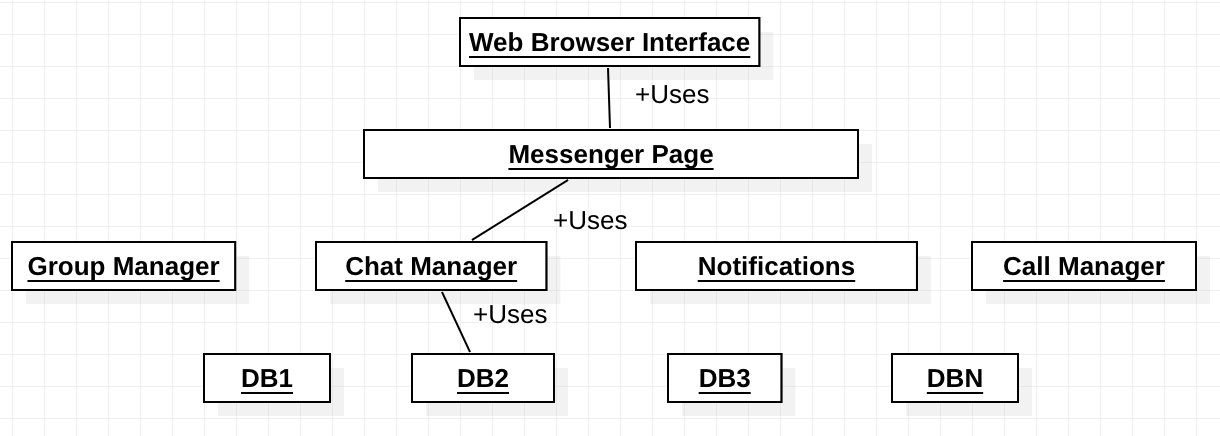 Web Browser Interface
+Uses
Messenger Page
+Uses
Group Manager
Chat Manager
Notifications
Call Manager
+Uses
DB1
DB2
DB3
DBN